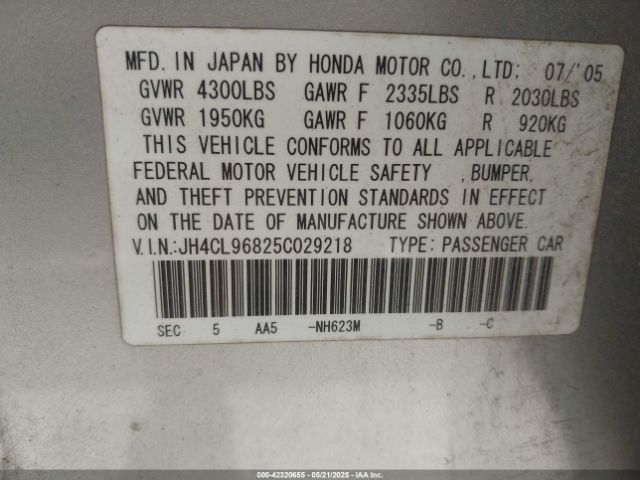 MFD. IN JAPAN BY HONDA MOTOR CO., LTD; 07/'05
GVWR 4300LBS GAWR F 2335LBS R 2030LBS
GVWR 1950KG GAWR F 1060KG R 920KG
THIS VEHICLE CONFORMS TO ALL APPLICABLE
FEDERAL MOTOR VEHICLE SAFETY , BUMPER,
AND THEFT PREVENTION STANDARDS IN EFFECT
ON THE DATE OF MANUFACTURE SHOWN ABOVE.
V.I.N.:JH4CL96825C029218 TYPE: PASSENGER CAR
SEC 5 AA5 -NH623M -B -C
000-42320655 - 05/21/2025 - IAA Inc.